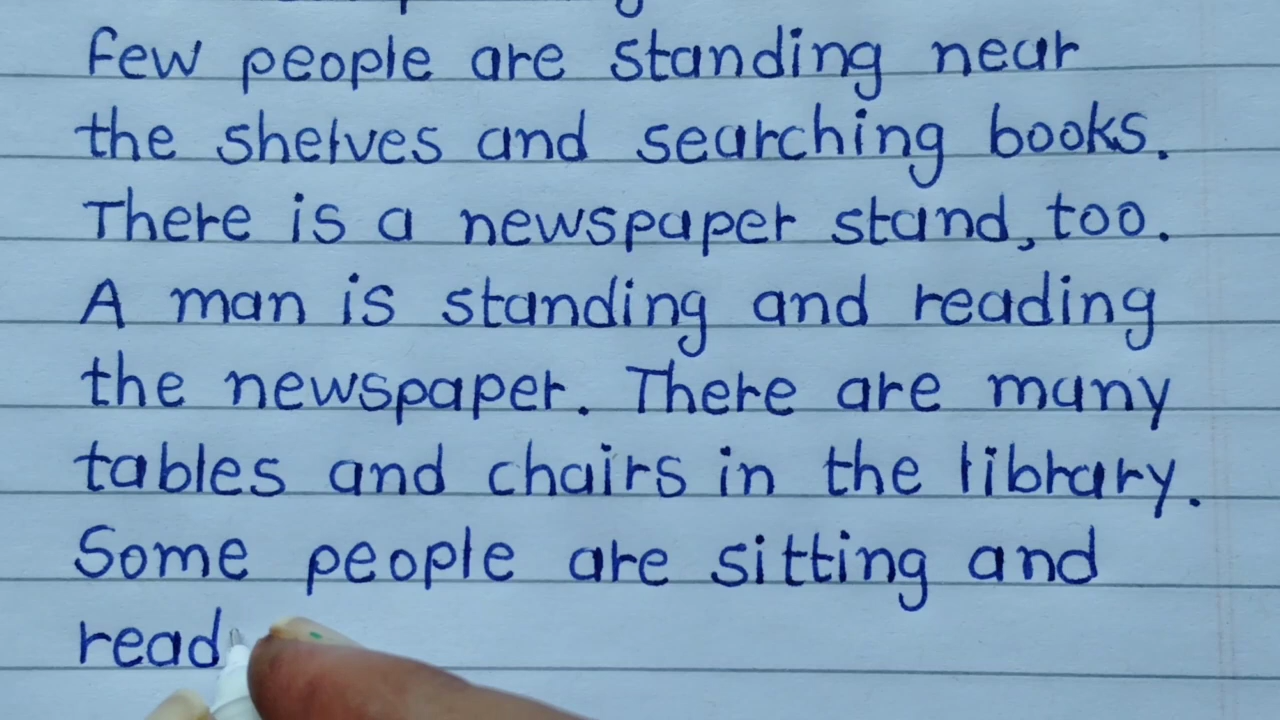 few people are standing near
the shelves and searching books.
There is a newspaper stand, too.
A man is standing and reading
the newspaper. There are many
tables and chairs in the library.
Some people are sitting and
read